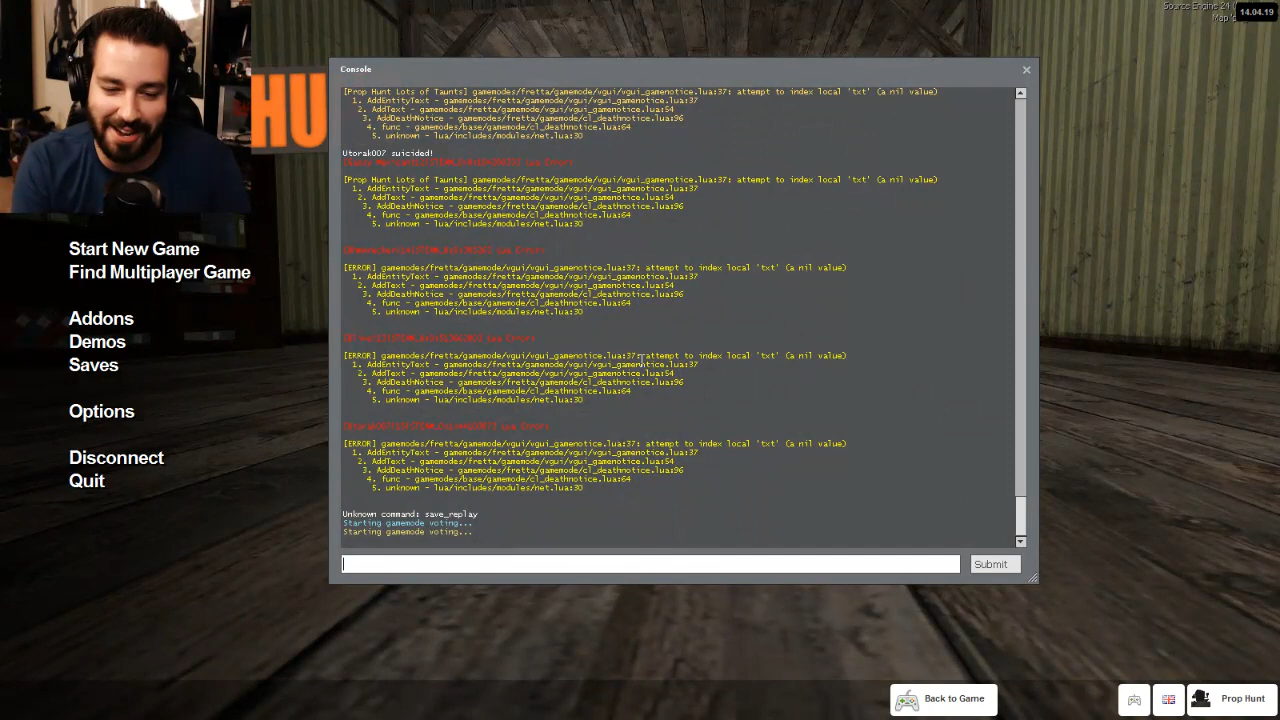 Source Engine 24
14.04.19
Map
HU
Console
[Prop Hunt Lots of Taunts] gamemodes/fretta/gamemode/vgui/vgui_gamenotice.lua:37: attempt to index local 'txt' (a nil value)
1. AddEntityText - gamemodes/fretta/gamemode/vgui/vgui_gamenotice.lua:37
2. AddText - gamemodes/fretta/gamemode/vgui/vgui_gamenotice.lua:54
3. AddDeathNotice - gamemodes/fretta/gamemode/cl_deathnotice.lua:96
4. func - gamemodes/base/gamemode/cl_deathnotice.lua:64
5. unknown - lua/includes/modules/net.lua:30
Utorak007 suicided!
[Prop Hunt Lots of Taunts] gamemodes/fretta/gamemode/vgui/vgui_gamenotice.lua:37: attempt to index local 'txt' (a nil value)
1. AddEntityText - gamemodes/fretta/gamemode/vgui/vgui_gamenotice.lua:37
2. AddText - gamemodes/fretta/gamemode/vgui/vgui_gamenotice.lua:54
3. AddDeathNotice - gamemodes/fretta/gamemode/cl_deathnotice.lua:96
4. func - gamemodes/base/gamemode/cl_deathnotice.lua:64
5. unknown - lua/includes/modules/net.lua:30
[ERROR] gamemodes/fretta/gamemode/vgui/vgui_gamenotice.lua:37: attempt to index local 'txt' (a nil value)
1. AddEntityText - gamemodes/fretta/gamemode/vgui/vgui_gamenotice.lua:37
2. AddText - gamemodes/fretta/gamemode/vgui/vgui_gamenotice.lua:54
3. AddDeathNotice - gamemodes/fretta/gamemode/cl_deathnotice.lua:96
4. func - gamemodes/base/gamemode/cl_deathnotice.lua:64
5. unknown - lua/includes/modules/net.lua:30
[ERROR] gamemodes/fretta/gamemode/vgui/vgui_gamenotice.lua:37: attempt to index local 'txt' (a nil value)
1. AddEntityText - gamemodes/fretta/gamemode/vgui/vgui_gamenotice.lua:37
2. AddText - gamemodes/fretta/gamemode/vgui/vgui_gamenotice.lua:54
3. AddDeathNotice - gamemodes/fretta/gamemode/cl_deathnotice.lua:96
4. func - gamemodes/base/gamemode/cl_deathnotice.lua:64
5. unknown - lua/includes/modules/net.lua:30
[ERROR] gamemodes/fretta/gamemode/vgui/vgui_gamenotice.lua:37: attempt to index local 'txt' (a nil value)
1. AddEntityText - gamemodes/fretta/gamemode/vgui/vgui_gamenotice.lua:37
2. AddText - gamemodes/fretta/gamemode/vgui/vgui_gamenotice.lua:54
3. AddDeathNotice - gamemodes/fretta/gamemode/cl_deathnotice.lua:96
4. func - gamemodes/base/gamemode/cl_deathnotice.lua:64
5. unknown - lua/includes/modules/net.lua:30
Unknown command: save_replay
Starting gamemode voting...
Starting gamemode voting...
Submit
Start New Game
Find Multiplayer Game
Addons
Demos
Saves
Options
Disconnect
Quit
Back to Game
Prop Hunt